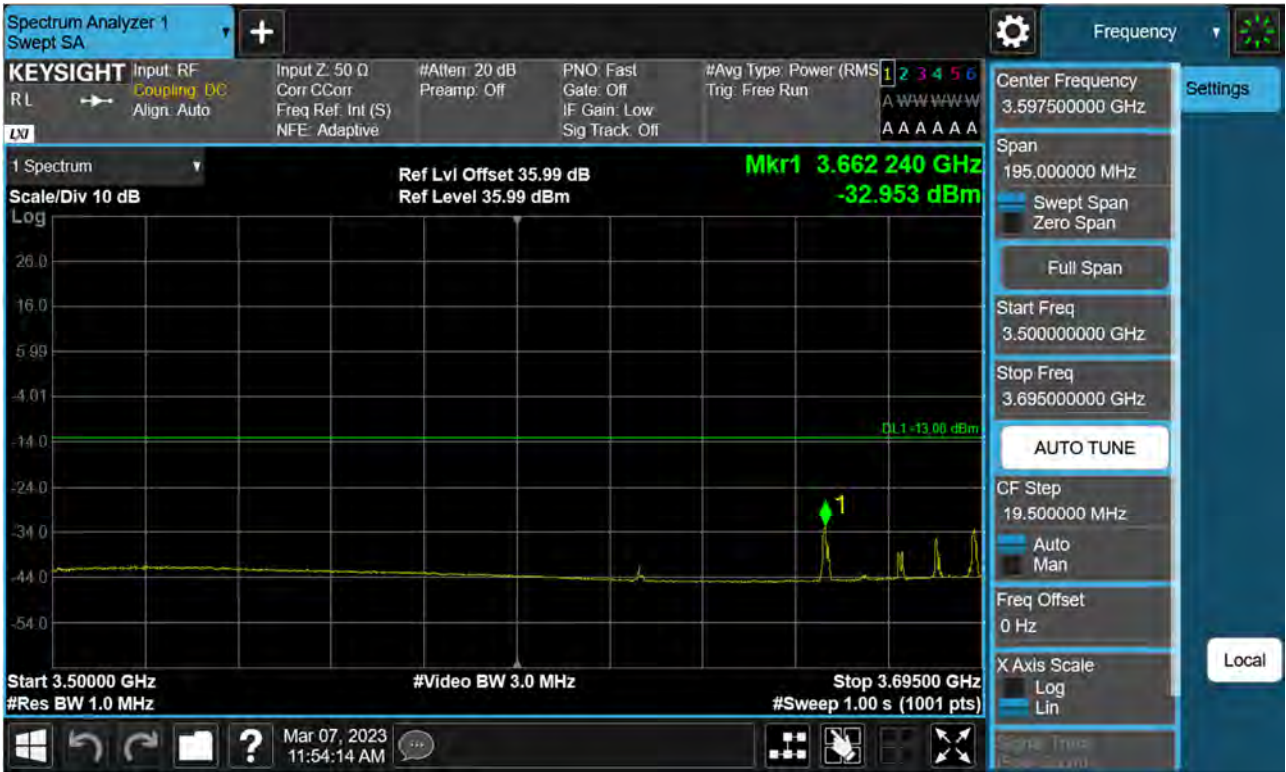 Spectrum Analyzer 1
Swept SA
+
Frequency
KEYSIGHT
RL
LXI
Input: RF
Coupling: DC
Align: Auto
Input Z: 50 Ω
Corr CCorr
Freq Ref: Int (S)
NFE: Adaptive
#Atten: 20 dB
Preamp: Off
PNO: Fast
Gate: Off
IF Gain: Low
Sig Track: Off
#Avg Type: Power (RMS
Trig: Free Run
1 2 3 4 5 6
A W W W W W
A A A A A A
1 Spectrum
Scale/Div 10 dB
Log
Ref Lvl Offset 35.99 dB
Ref Level 35.99 dBm
Mkr1 3.662 240 GHz
-32.953 dBm
26.0
16.0
5.99
-4.01
-14.0
-24.0
-34.0
-44.0
-54.0
DL1 -13.00 dBm
1
Start 3.50000 GHz
#Res BW 1.0 MHz
#Video BW 3.0 MHz
Stop 3.69500 GHz
#Sweep 1.00 s (1001 pts)
Center Frequency
3.597500000 GHz
Span
195.000000 MHz
Swept Span
Zero Span
Full Span
Start Freq
3.500000000 GHz
Stop Freq
3.695000000 GHz
AUTO TUNE
CF Step
19.500000 MHz
Auto
Man
Freq Offset
0 Hz
X Axis Scale
Log
Lin
Settings
Local
?
Mar 07, 2023
11:54:14 AM